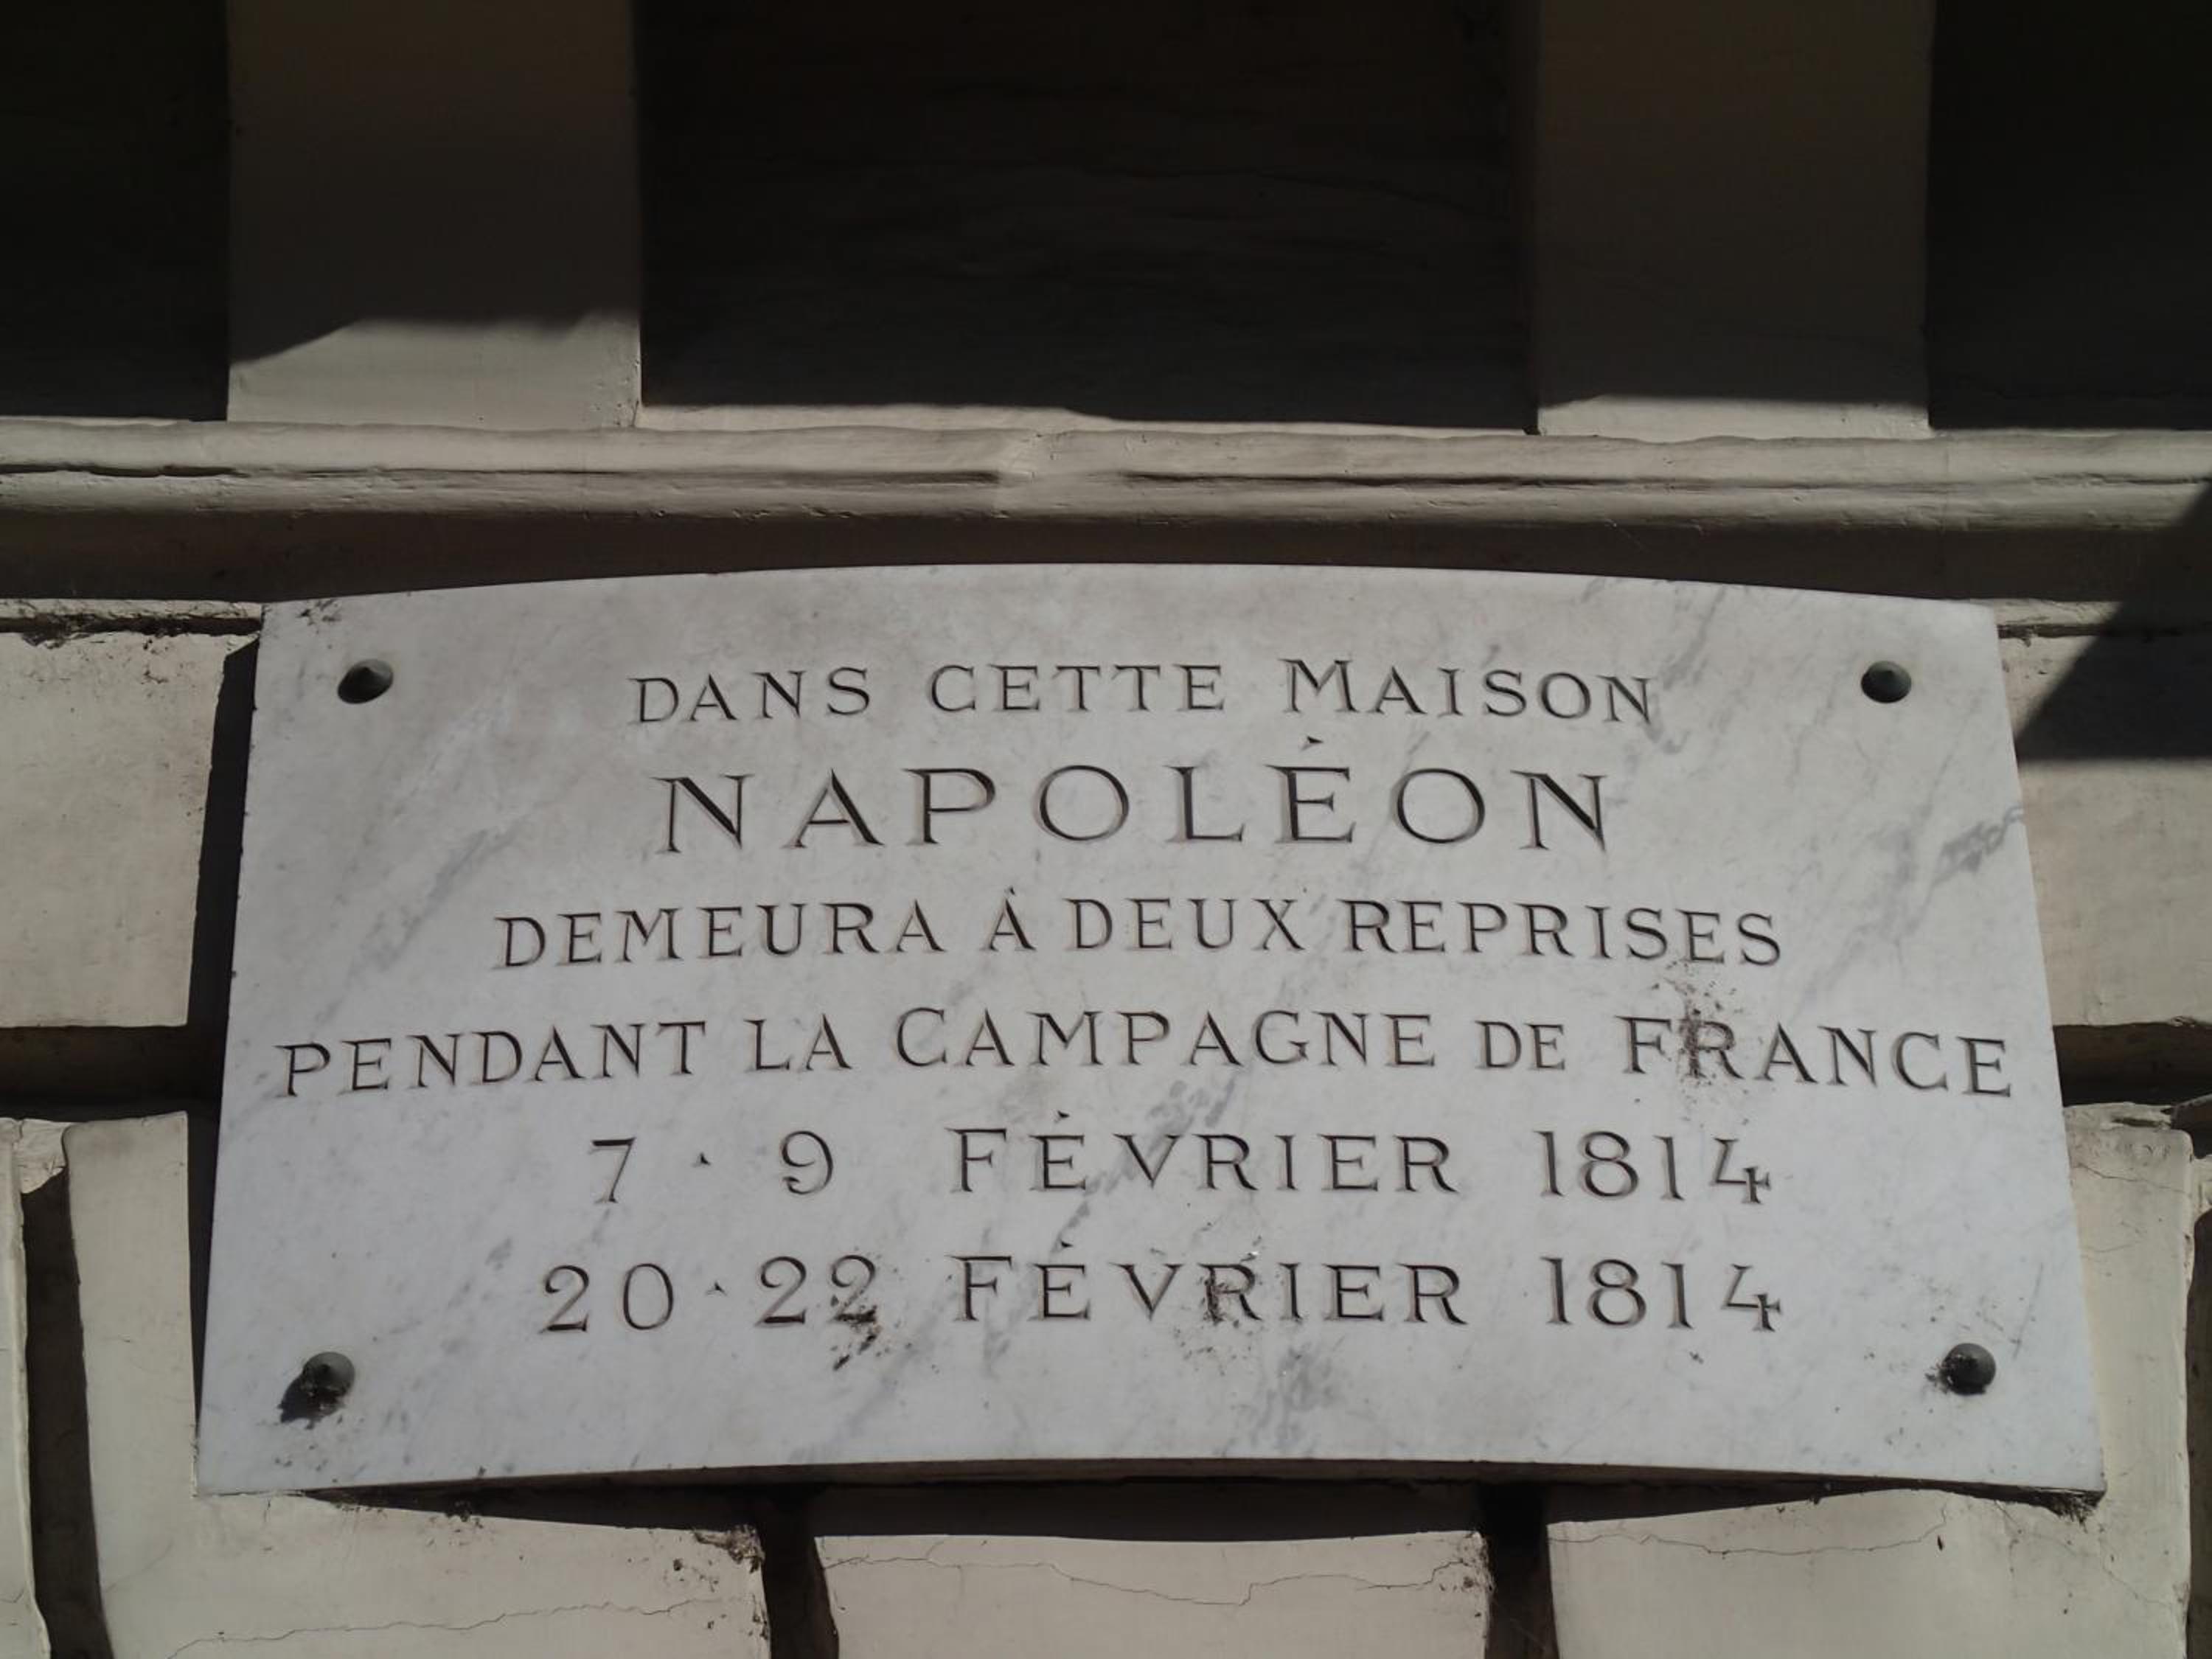 DANS CETTE MAISON
NAPOLÉON
DEMEURA À DEUX REPRISES
PENDANT LA CAMPAGNE DE FRANCE
7 · 9 FÉVRIER 1814
20 · 22 FÉVRIER 1814